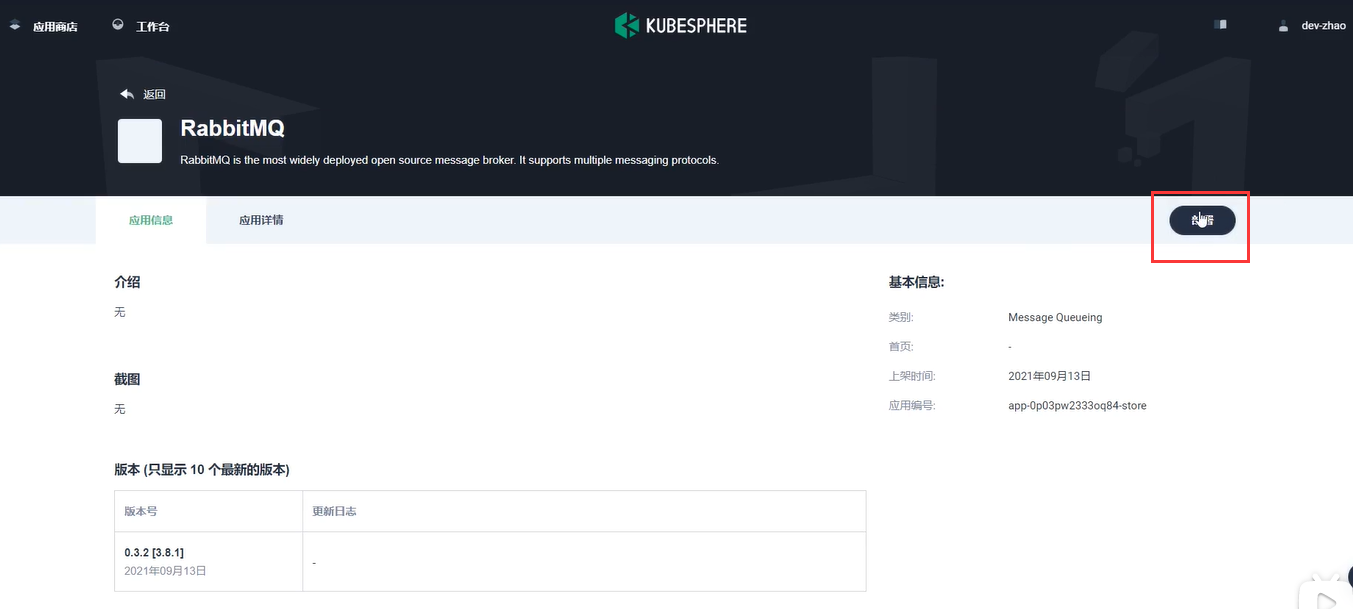 应用商店 工作台 KUBESPHERE dev-zhao
返回
RabbitMQ
RabbitMQ is the most widely deployed open source message broker. It supports multiple messaging protocols.
应用信息 应用详情
介绍
无
截图
无
版本 (只显示 10 个最新的版本)
版本号 更新日志
0.3.2 [3.8.1] -
2021年09月13日
基本信息:
类别: Message Queueing
首页: -
上架时间: 2021年09月13日
应用编号: app-0p03pw2333oq84-store